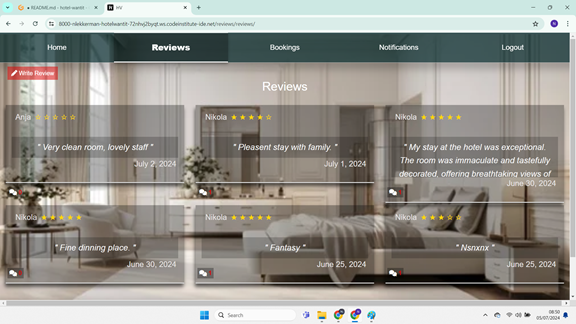 README.md - hotel-wantit -
HV
8000-nikkkerman-hotelwantit-72nhvj2byqt.ws.codeinstitute-ide.net/reviews/reviews/
Home
Reviews
Bookings
Notifications
Logout
Write Review
Reviews
Anja ☆ ☆ ☆ ☆ ☆
" Very clean room, lovely staff "
July 2, 2024
Nikola ★ ★ ★ ★ ☆
" Pleasent stay with family. "
July 1, 2024
Nikola ★ ★ ★ ★ ★
" My stay at the hotel was exceptional.
The room was immaculate and tastefully
decorated, offering breathtaking views of
June 30, 2024
Nikola ★ ★ ★ ★ ★
" Fine dinning place. "
June 30, 2024
Nikola ★ ★ ★ ★ ★
" Fantasy "
June 25, 2024
Nikola ★ ★ ★ ☆ ☆
" Nsnxnx "
June 25, 2024
Search
08:50
05/07/2024